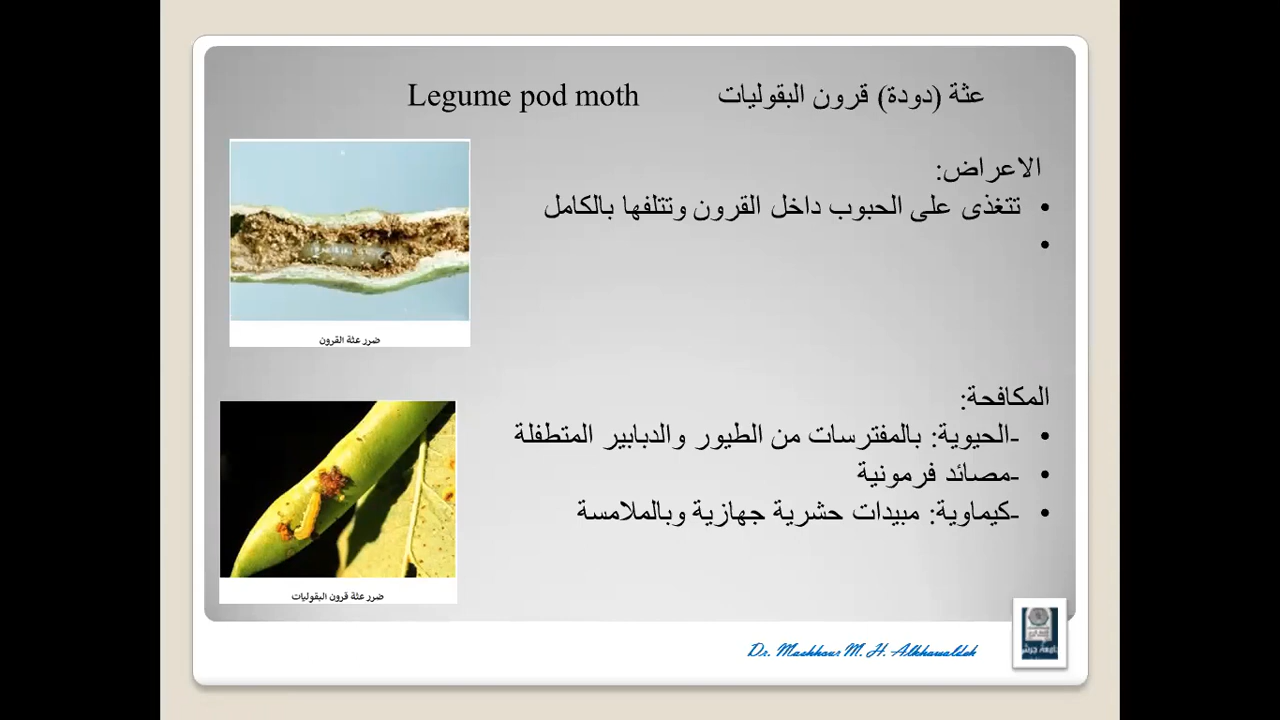 عثة (دودة) قرون البقوليات Legume pod moth
الاعراض:
• تتغذى على الحبوب داخل القرون وتتلفها بالكامل
•
ضرر عثة القرون
المكافحة:
• -الحيوية: بالمفترسات من الطيور والدبابير المتطفلة
• -مصائد فرمونية
• -كيماوية: مبيدات حشرية جهازية وبالملامسة
ضرر عثة قرون البقوليات
Dr. Mashhour M. H. Alkhawaldeh